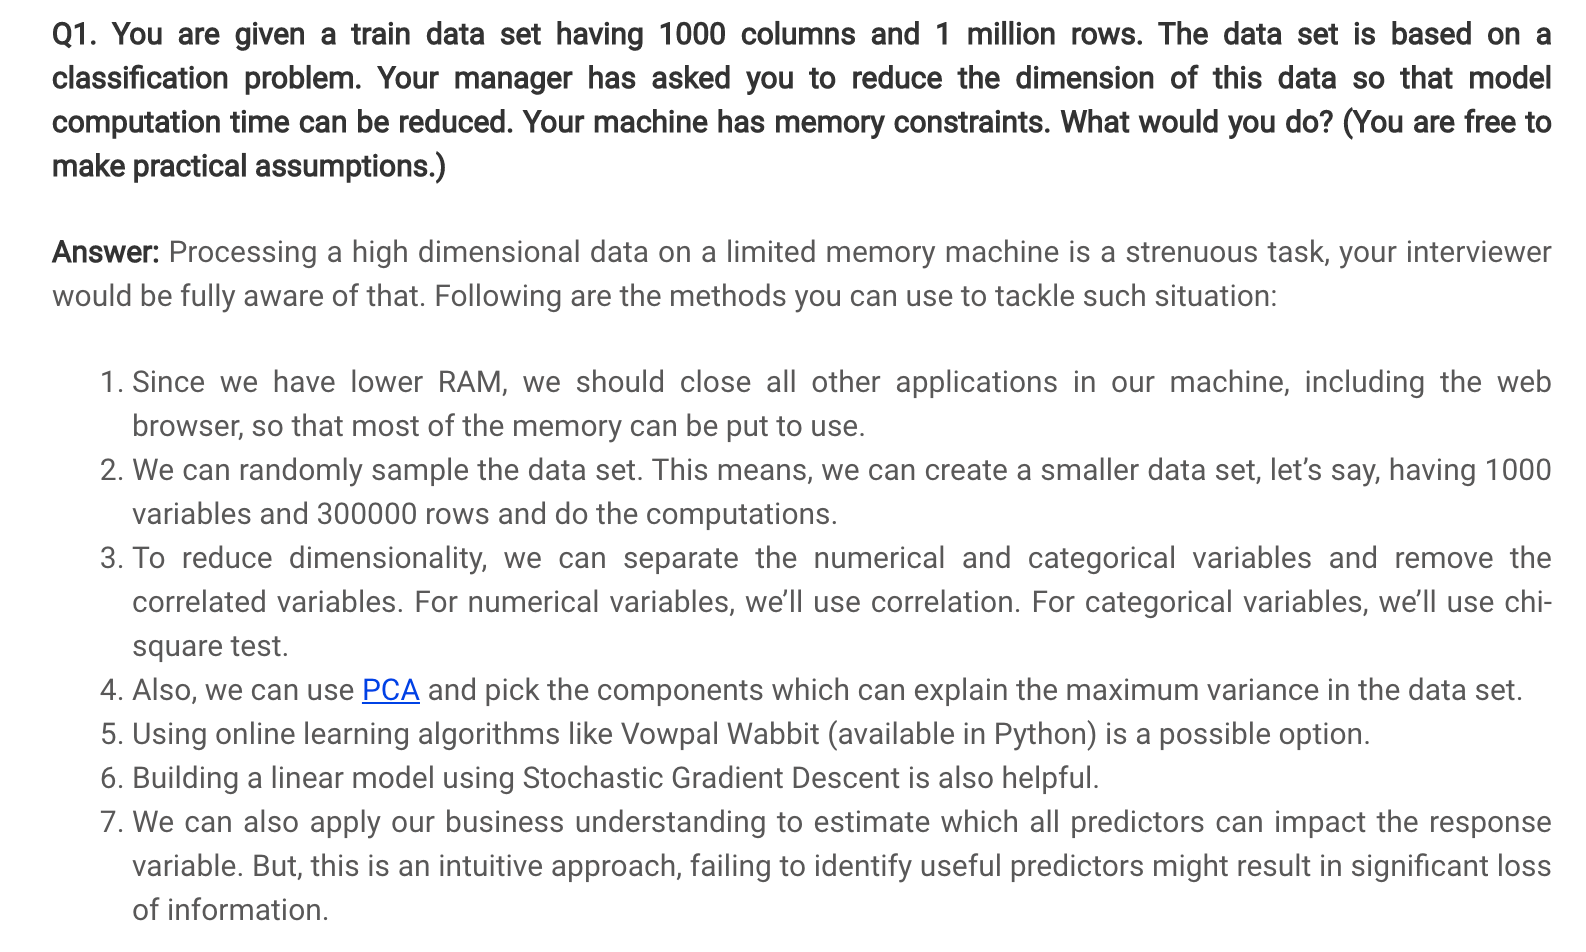 Q1. You are given a train data set having 1000 columns and 1 million rows. The data set is based on a
classification problem. Your manager has asked you to reduce the dimension of this data so that model
computation time can be reduced. Your machine has memory constraints. What would you do? (You are free to
make practical assumptions.)
Answer: Processing a high dimensional data on a limited memory machine is a strenuous task, your interviewer
would be fully aware of that. Following are the methods you can use to tackle such situation:
1. Since we have lower RAM, we should close all other applications in our machine, including the web
browser, so that most of the memory can be put to use.
2. We can randomly sample the data set. This means, we can create a smaller data set, let’s say, having 1000
variables and 300000 rows and do the computations.
3. To reduce dimensionality, we can separate the numerical and categorical variables and remove the
correlated variables. For numerical variables, we’ll use correlation. For categorical variables, we’ll use chi-
square test.
4. Also, we can use PCA and pick the components which can explain the maximum variance in the data set.
5. Using online learning algorithms like Vowpal Wabbit (available in Python) is a possible option.
6. Building a linear model using Stochastic Gradient Descent is also helpful.
7. We can also apply our business understanding to estimate which all predictors can impact the response
variable. But, this is an intuitive approach, failing to identify useful predictors might result in significant loss
of information.